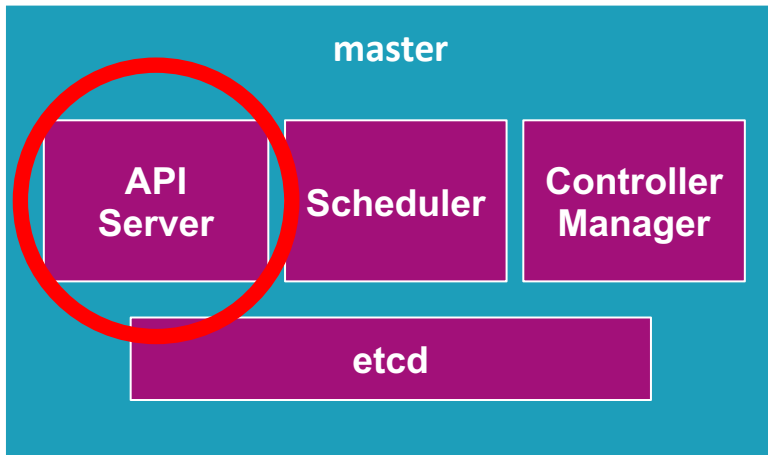 master
API
Server
Scheduler
Controller
Manager
etcd